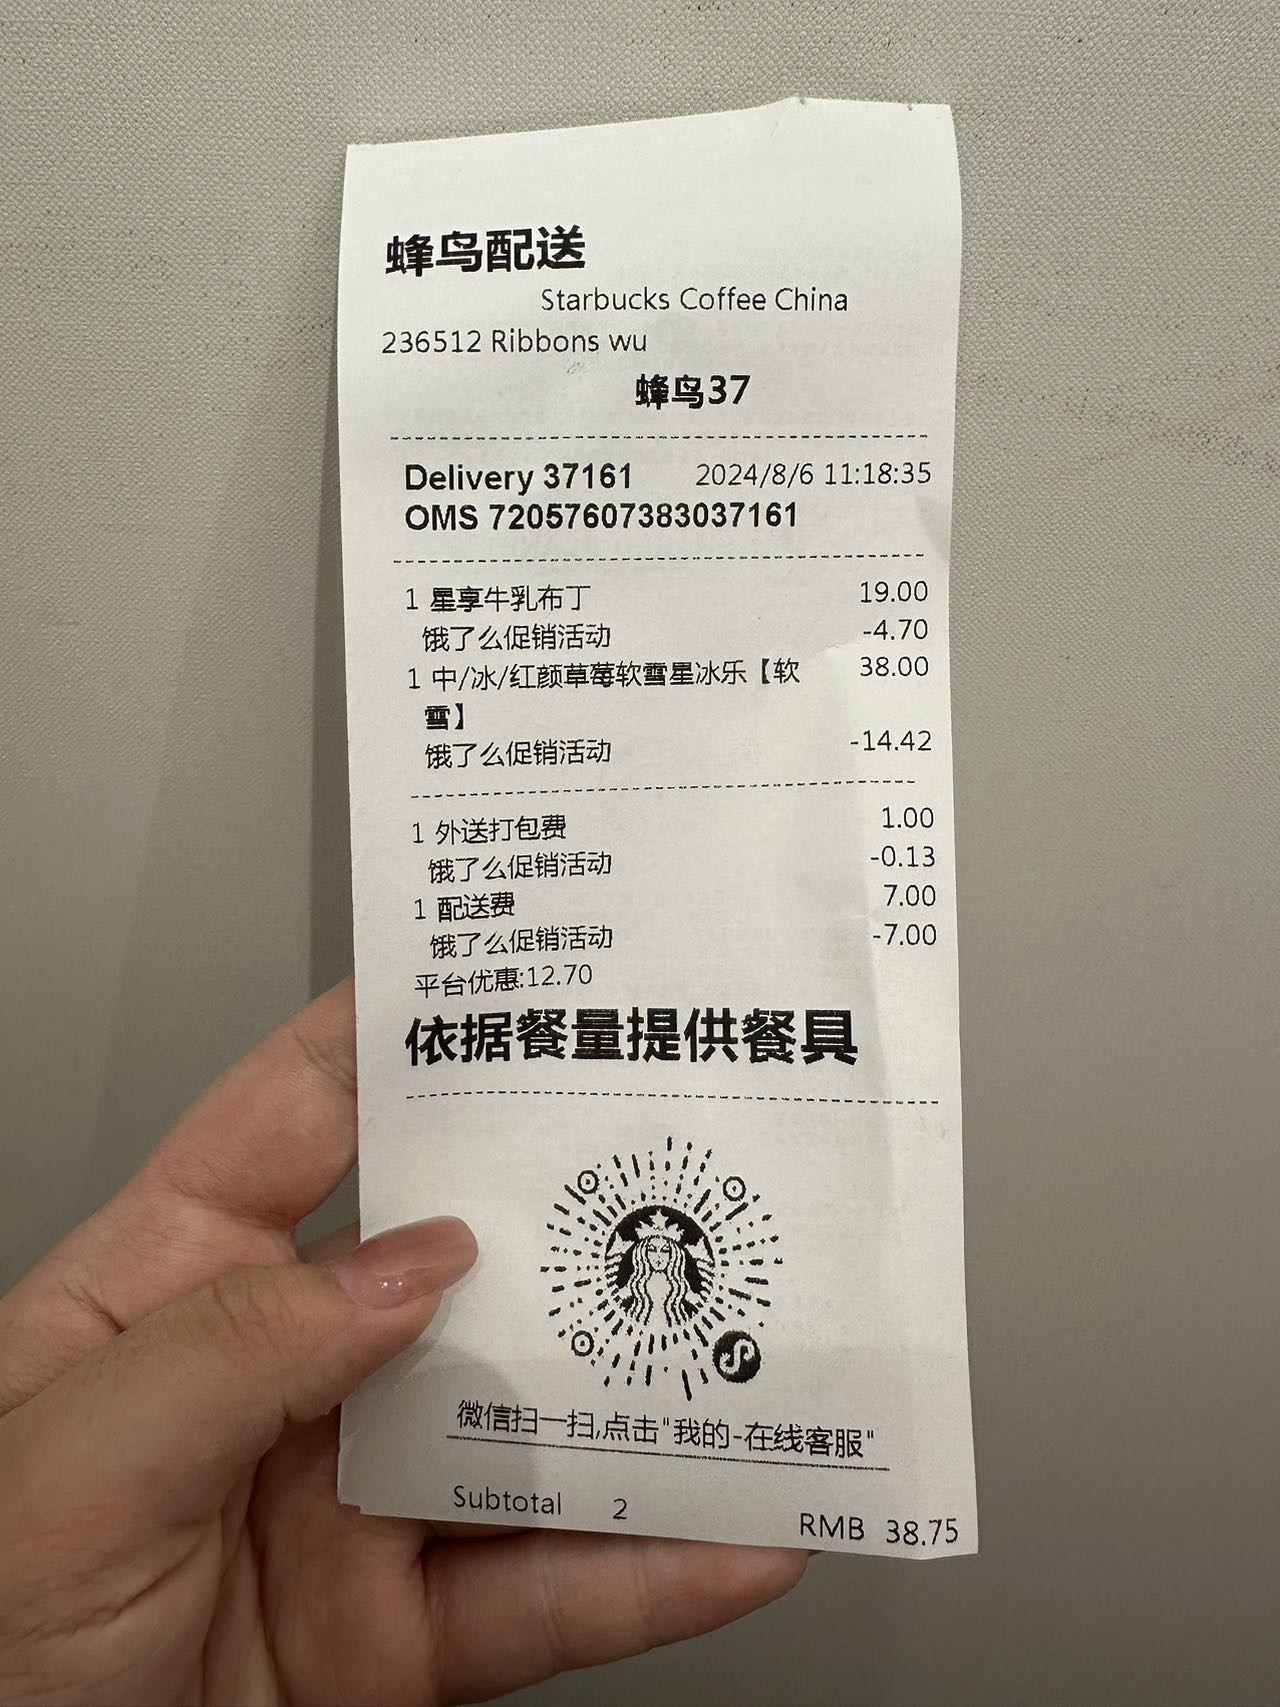 蜂鸟配送
Starbucks Coffee China
236512 Ribbons wu
蜂鸟37
Delivery 37161 2024/8/6 11:18:35
OMS 72057607383037161
1 星享牛乳布丁 19.00
饿了么促销活动 -4.70
1 中/冰/红颜草莓软雪星冰乐【软 38.00
雪】
饿了么促销活动 -14.42
1 外送打包费 1.00
饿了么促销活动 -0.13
1 配送费 7.00
饿了么促销活动 -7.00
平台优惠:12.70
依据餐量提供餐具
微信扫一扫,点击"我的-在线客服"
Subtotal 2 RMB 38.75